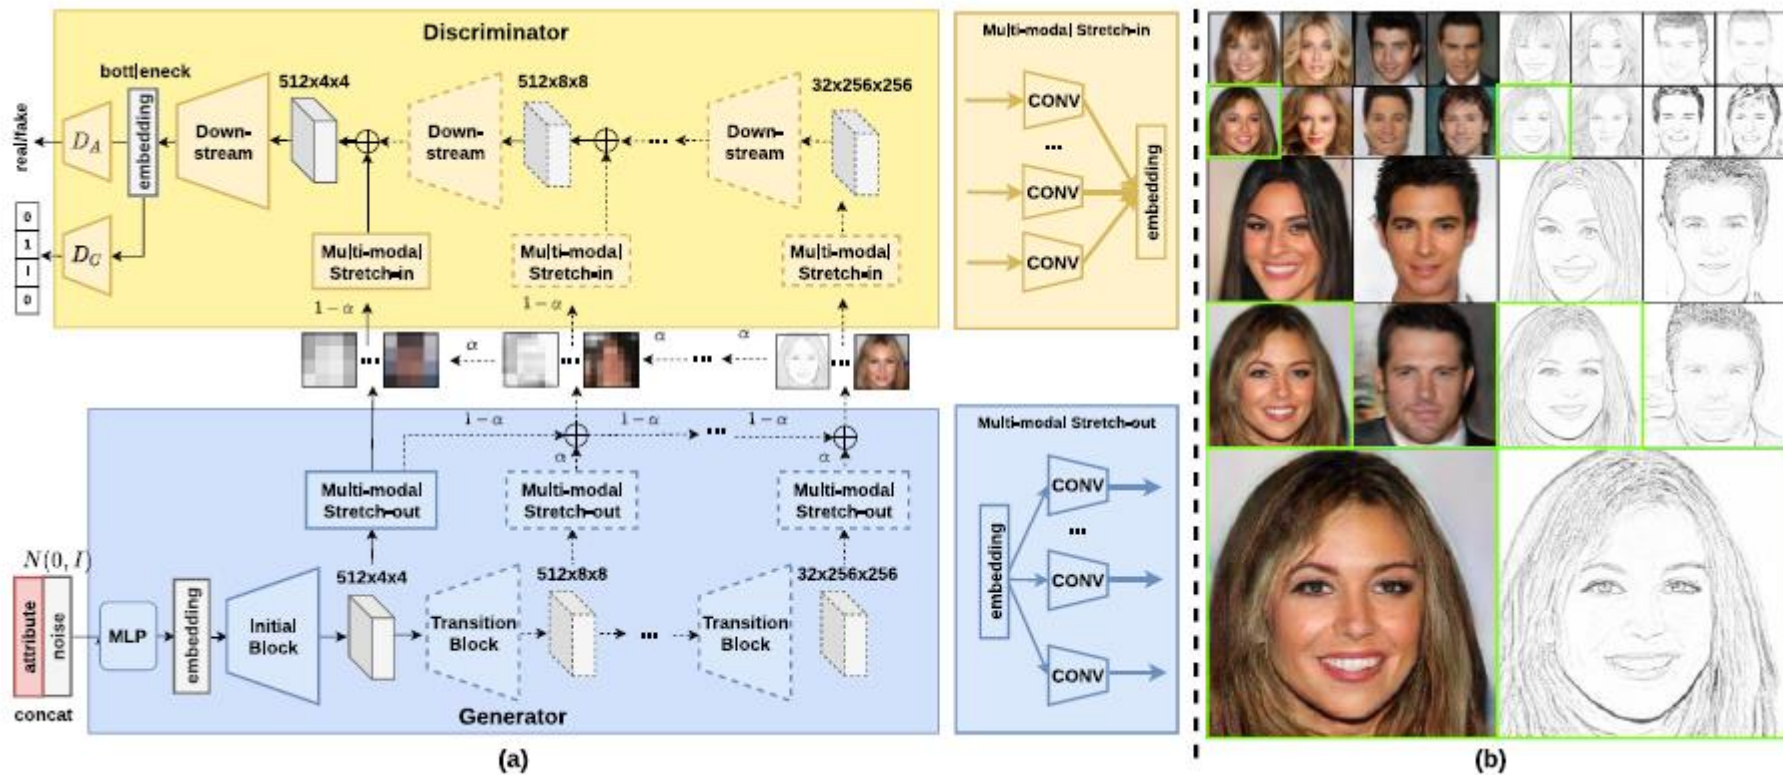 Discriminator
bottleneck
512x4x4
512x8x8
32x256x256
real/fake
D_A
embedding
Down-
stream
Down-
stream
...
Down-
stream
0
1
1
0
D_C
Multi-modal
Stretch-in
Multi-modal
Stretch-in
Multi-modal
Stretch-in
1 − α
1 − α
...
α
...
α
...
α
...
1 − α
1 − α
...
1 − α
α
α
Multi-modal
Stretch-out
Multi-modal
Stretch-out
Multi-modal
Stretch-out
N(0, I)
512x4x4
512x8x8
32x256x256
attribute
noise
MLP
embedding
Initial
Block
Transition
Block
...
Transition
Block
concat
Generator
Multi-modal Stretch-in
CONV
...
CONV
CONV
embedding
Multi-modal Stretch-out
CONV
...
CONV
CONV
embedding
(a)
(b)